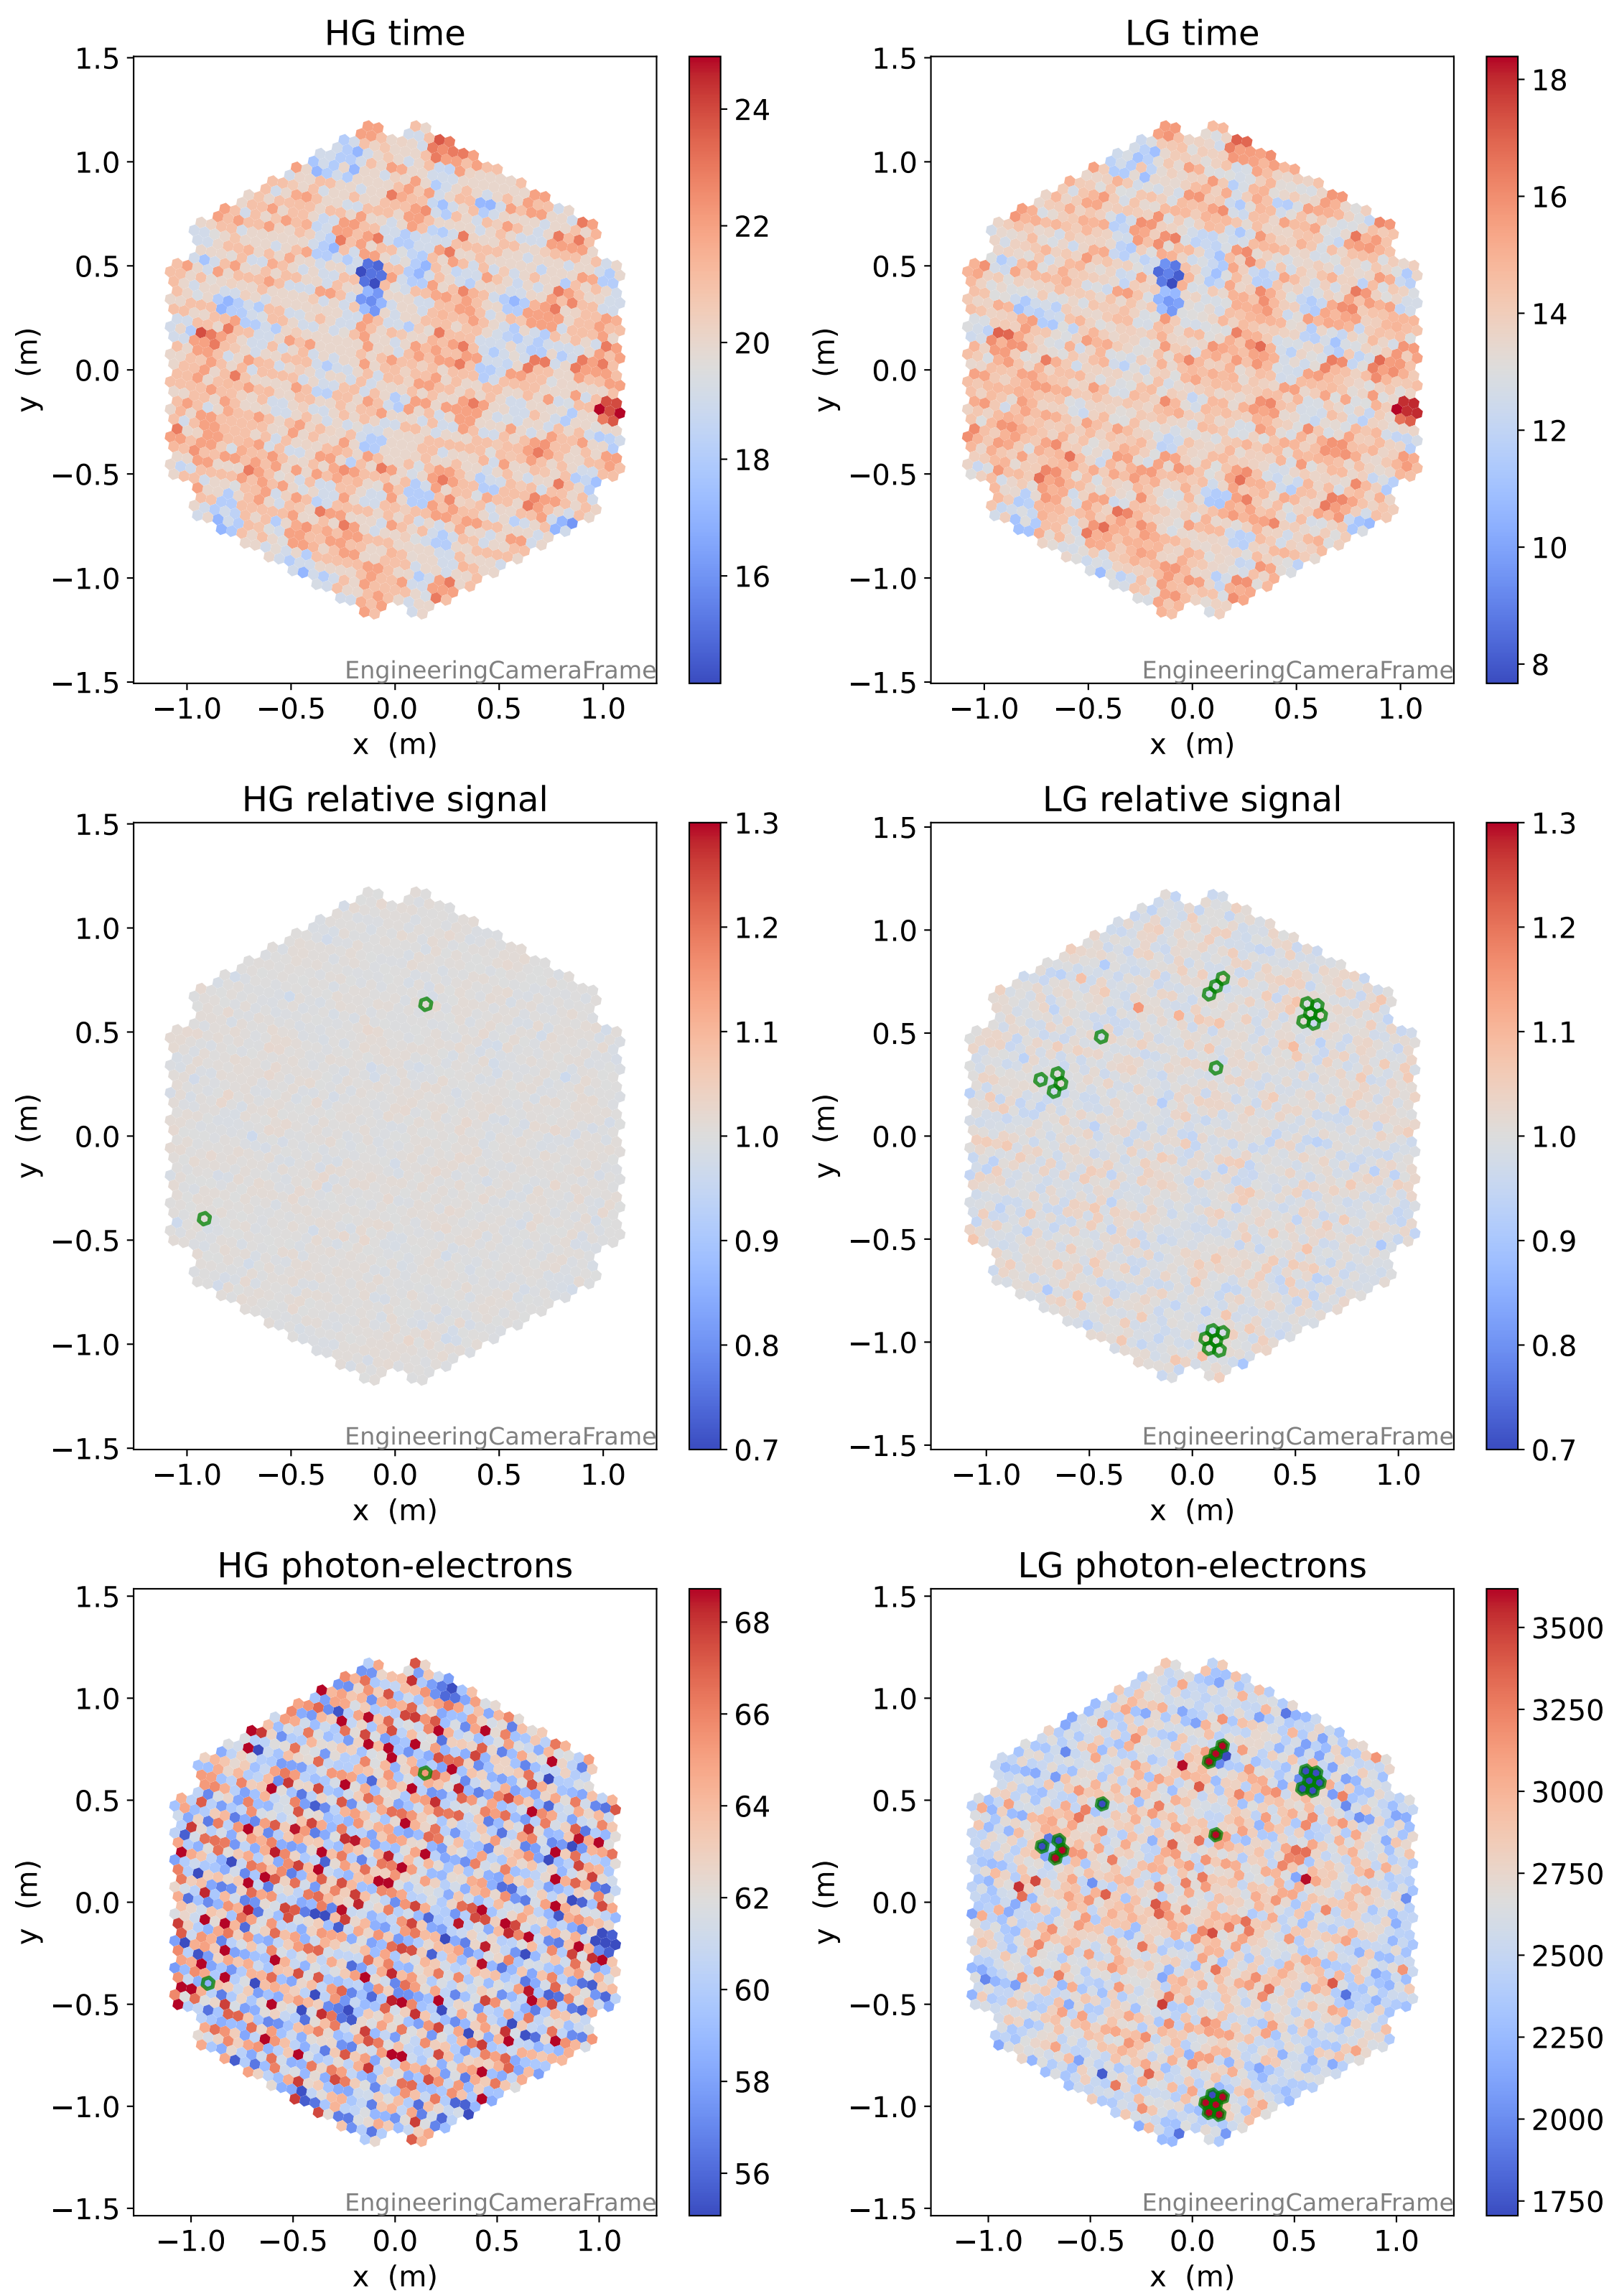 HG time
1.5
1.0
0.5
0.0
−0.5
−1.0
−1.5
y (m)
−1.0 −0.5 0.0 0.5 1.0
x (m)
EngineeringCameraFrame
24
22
20
18
16
LG time
1.5
1.0
0.5
0.0
−0.5
−1.0
−1.5
y (m)
−1.0 −0.5 0.0 0.5 1.0
x (m)
EngineeringCameraFrame
18
16
14
12
10
8
HG relative signal
1.5
1.0
0.5
0.0
−0.5
−1.0
−1.5
y (m)
−1.0 −0.5 0.0 0.5 1.0
x (m)
EngineeringCameraFrame
1.3
1.2
1.1
1.0
0.9
0.8
0.7
LG relative signal
1.5
1.0
0.5
0.0
−0.5
−1.0
−1.5
y (m)
−1.0 −0.5 0.0 0.5 1.0
x (m)
EngineeringCameraFrame
1.3
1.2
1.1
1.0
0.9
0.8
0.7
HG photon-electrons
1.5
1.0
0.5
0.0
−0.5
−1.0
−1.5
y (m)
−1.0 −0.5 0.0 0.5 1.0
x (m)
EngineeringCameraFrame
68
66
64
62
60
58
56
LG photon-electrons
1.5
1.0
0.5
0.0
−0.5
−1.0
−1.5
y (m)
−1.0 −0.5 0.0 0.5 1.0
x (m)
EngineeringCameraFrame
3500
3250
3000
2750
2500
2250
2000
1750